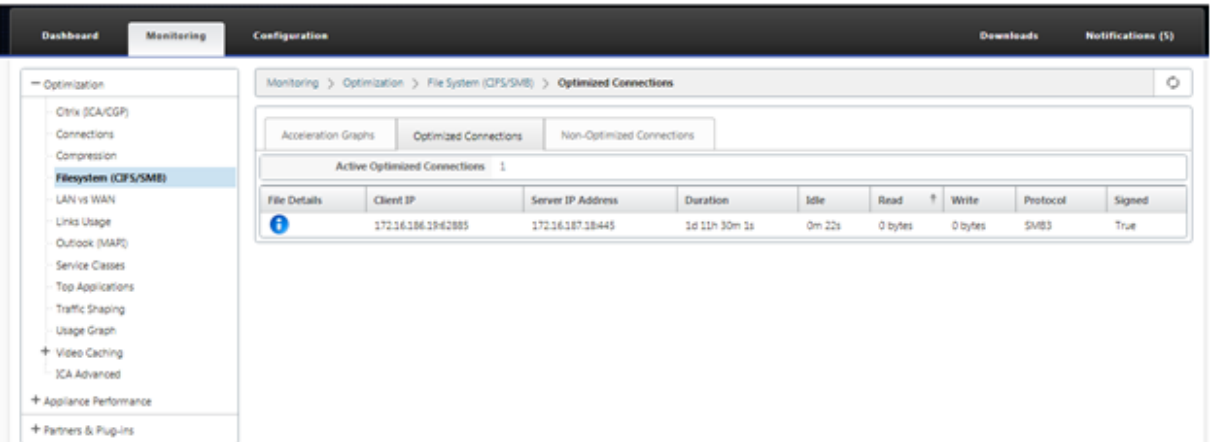 Dashboard Monitoring Configuration Downloads Notifications (5)
Optimization
Citrix (ICA/CGP)
Connections
Compression
Filesystem (CIFS/SMB)
LAN vs WAN
Links Usage
Outlook (MAPI)
Service Classes
Top Applications
Traffic Shaping
Usage Graph
Video Caching
ICA Advanced
Appliance Performance
Partners & Plug-ins
Monitoring > Optimization > File System (CIFS/SMB) > Optimized Connections
Acceleration Graphs Optimized Connections Non-Optimized Connections
Active Optimized Connections 1
File Details Client IP Server IP Address Duration Idle Read ↑ Write Protocol Signed
172.16.186.19:62885 172.16.187.18:445 1d 11h 30m 1s 0m 22s 0 bytes 0 bytes SMB3 True